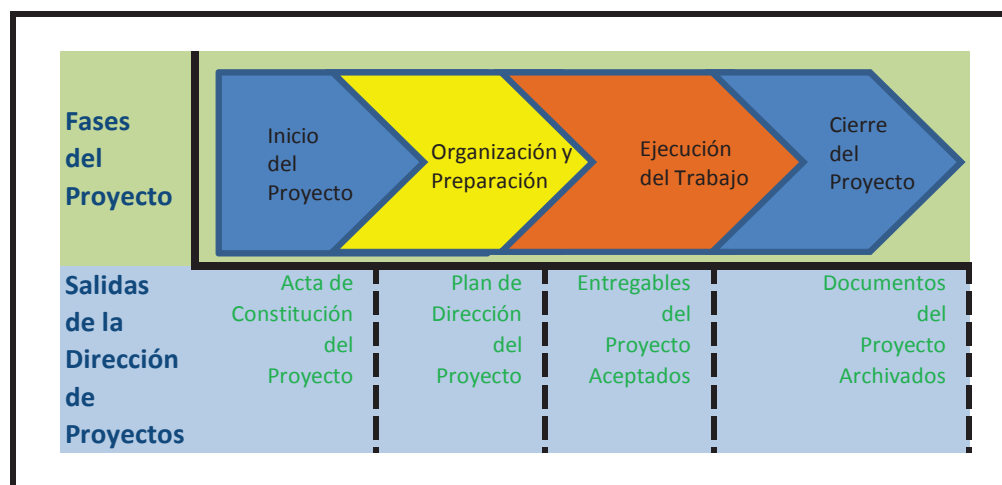 Fases
del
Proyecto
Inicio
del
Proyecto
Organización y
Preparación
Ejecución
del Trabajo
Cierre
del
Proyecto
Salidas
de la
Dirección
de
Proyectos
Acta de
Constitución
del
Proyecto
Plan de
Dirección
del
Proyecto
Entregables
del
Proyecto
Aceptados
Documentos
del
Proyecto
Archivados